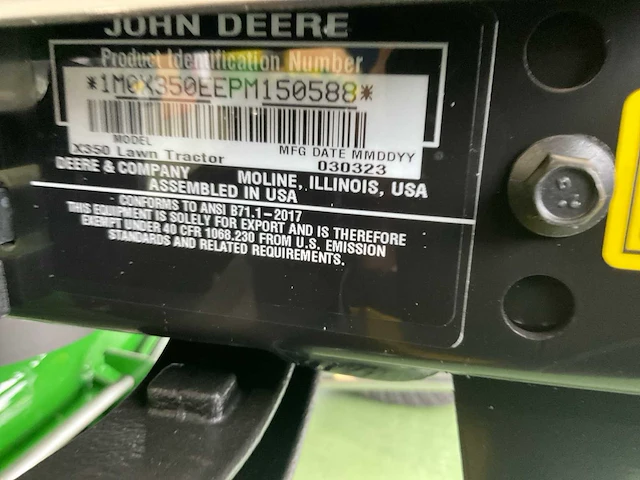 JOHN DEERE
Product Identification Number
*1M0X350EEPM150588*
MODEL
X350 Lawn Tractor
MFG DATE MMDDYY
030323
DEERE & COMPANY MOLINE, ILLINOIS, USA
ASSEMBLED IN USA
CONFORMS TO ANSI B71.1-2017
THIS EQUIPMENT IS SOLELY FOR EXPORT AND IS THEREFORE
EXEMPT UNDER 40 CFR 1068.230 FROM U.S. EMISSION
STANDARDS AND RELATED REQUIREMENTS.